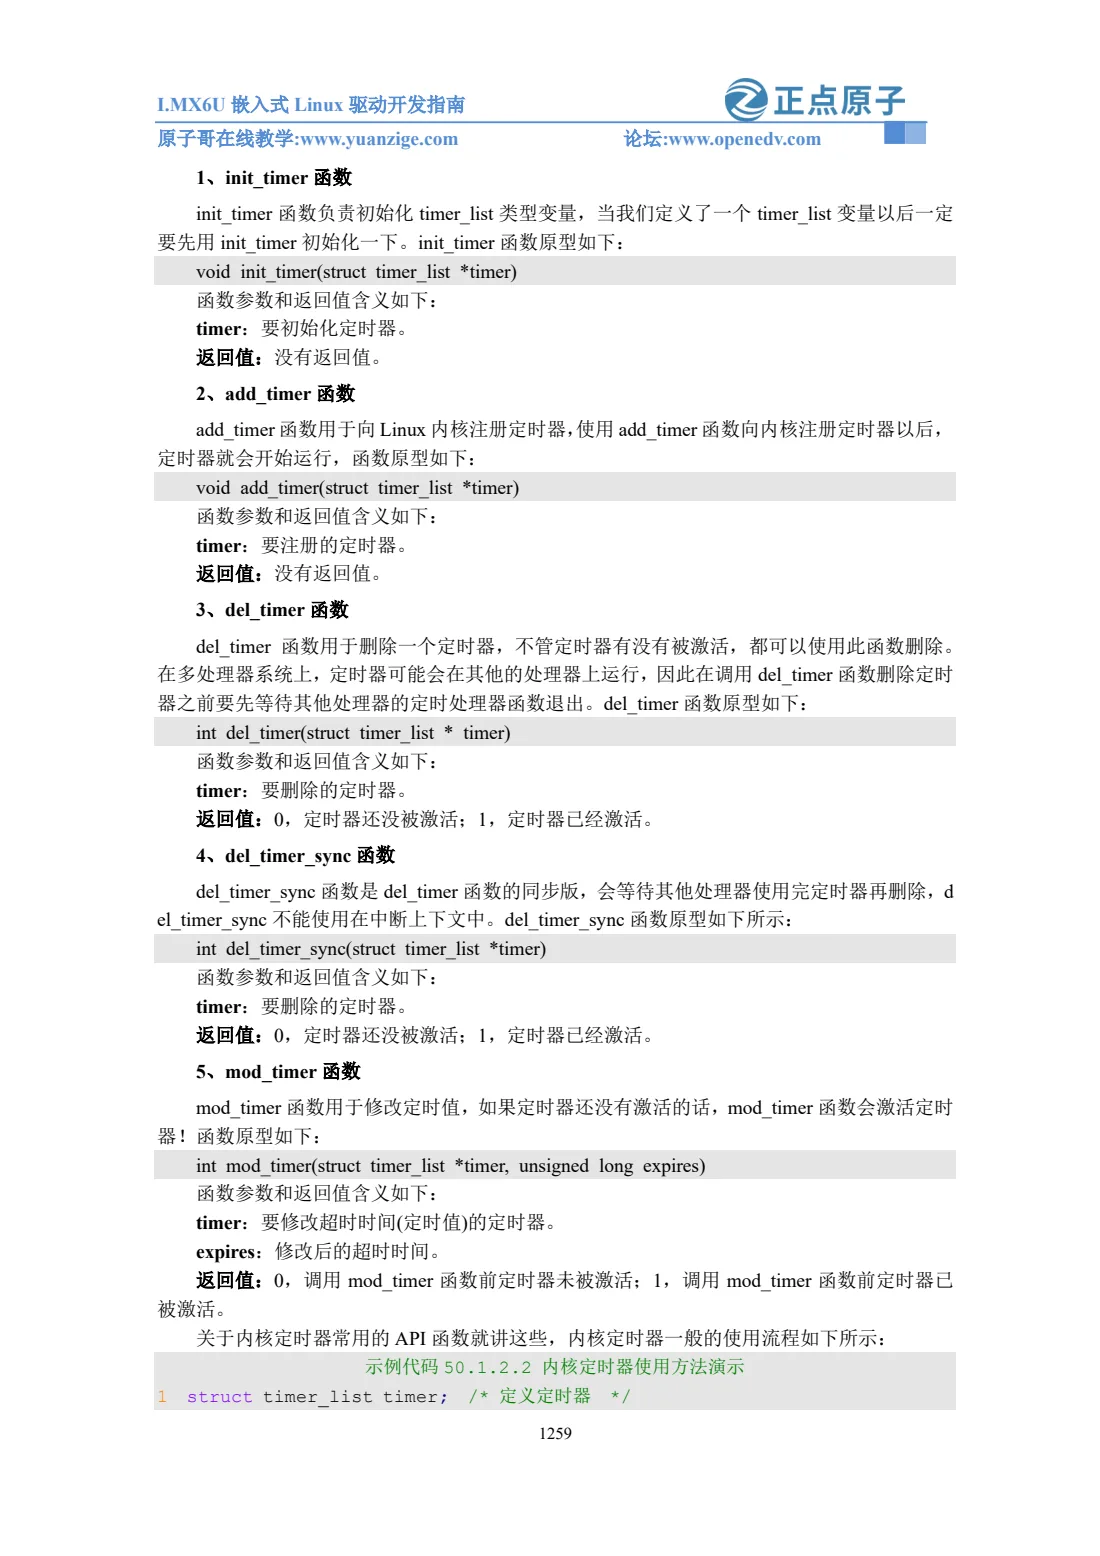 I.MX6U 嵌入式 Linux 驱动开发指南
正点原子
原子哥在线教学:www.yuanzige.com 论坛:www.openedv.com
1、init_timer 函数
init_timer 函数负责初始化 timer_list 类型变量，当我们定义了一个 timer_list 变量以后一定
要先用 init_timer 初始化一下。init_timer 函数原型如下：
void init_timer(struct timer_list *timer)
函数参数和返回值含义如下：
timer：要初始化定时器。
返回值：没有返回值。
2、add_timer 函数
add_timer 函数用于向 Linux 内核注册定时器，使用 add_timer 函数向内核注册定时器以后，
定时器就会开始运行，函数原型如下：
void add_timer(struct timer_list *timer)
函数参数和返回值含义如下：
timer：要注册的定时器。
返回值：没有返回值。
3、del_timer 函数
del_timer 函数用于删除一个定时器，不管定时器有没有被激活，都可以使用此函数删除。
在多处理器系统上，定时器可能会在其他的处理器上运行，因此在调用 del_timer 函数删除定时
器之前要先等待其他处理器的定时处理器函数退出。del_timer 函数原型如下：
int del_timer(struct timer_list * timer)
函数参数和返回值含义如下：
timer：要删除的定时器。
返回值：0，定时器还没被激活；1，定时器已经激活。
4、del_timer_sync 函数
del_timer_sync 函数是 del_timer 函数的同步版，会等待其他处理器使用完定时器再删除，d
el_timer_sync 不能使用在中断上下文中。del_timer_sync 函数原型如下所示：
int del_timer_sync(struct timer_list *timer)
函数参数和返回值含义如下：
timer：要删除的定时器。
返回值：0，定时器还没被激活；1，定时器已经激活。
5、mod_timer 函数
mod_timer 函数用于修改定时值，如果定时器还没有激活的话，mod_timer 函数会激活定时
器！函数原型如下：
int mod_timer(struct timer_list *timer, unsigned long expires)
函数参数和返回值含义如下：
timer：要修改超时时间(定时值)的定时器。
expires：修改后的超时时间。
返回值：0，调用 mod_timer 函数前定时器未被激活；1，调用 mod_timer 函数前定时器已
被激活。
关于内核定时器常用的 API 函数就讲这些，内核定时器一般的使用流程如下所示：
示例代码 50.1.2.2 内核定时器使用方法演示
1 struct timer_list timer; /* 定义定时器 */
1259